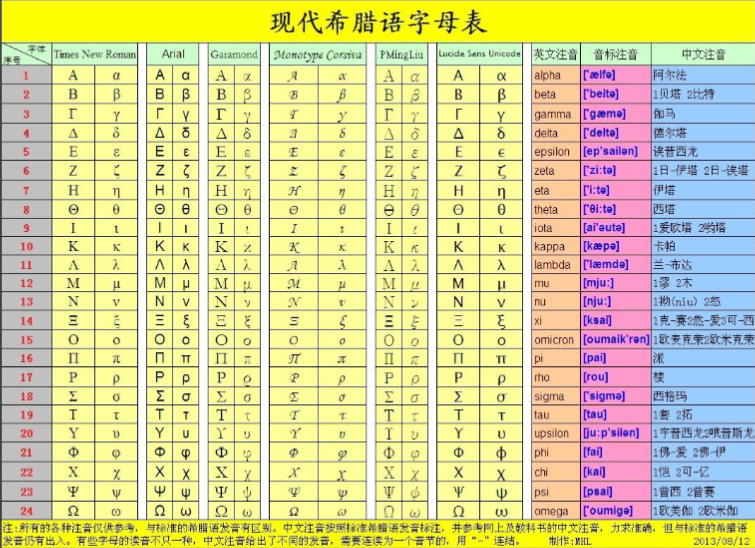 现代希腊语字母表
字体 序号 Times New Roman Arial Garamond Monotype Corsiva PMingLiu Lucida Sans Unicode 英文注音 音标注音 中文注音
1 Α α Α α Α α Α α Α α Α α alpha ['ælfə] 阿尔法
2 Β β Β β Β β Β β Β β Β β beta ['beitə] 1贝塔 2比特
3 Γ γ Γ γ Γ γ Γ γ Γ γ Γ γ gamma ['gæmə] 伽马
4 Δ δ Δ δ Δ δ Δ δ Δ δ Δ δ delta ['deltə] 德尔塔
5 Ε ε Ε ε Ε ε Ε ε Ε ε Ε ϵ epsilon [ep'sailən] 诶普西龙
6 Ζ ζ Ζ ζ Ζ ζ Ζ ζ Ζ ζ Ζ ζ zeta ['zi:tə] 1日-伊塔 2日-诶塔
7 Η η Η η Η η Η η Η η Η η eta ['i:tə] 伊塔
8 Θ θ Θ θ Θ θ Θ θ Θ θ Θ θ theta ['θi:tə] 西塔
9 Ι ι Ι ι Ι ι Ι ι Ι ι Ι ι iota [ai'əutə] 1爱欧塔 2哟塔
10 Κ κ Κ κ Κ κ Κ κ Κ κ Κ κ kappa [kæpə] 卡帕
11 Λ λ Λ λ Λ λ Λ λ Λ λ Λ λ lambda ['læmdə] 兰-布达
12 Μ μ Μ μ Μ μ Μ μ Μ μ Μ μ mu [mju:] 1谬 2木
13 Ν ν Ν ν Ν ν Ν ν Ν ν Ν ν nu [nju:] 1拗(niu) 2怒
14 Ξ ξ Ξ ξ Ξ ξ Ξ ξ Ξ ξ Ξ ξ xi [ksai] 1克-赛2然-爱3可-西
15 Ο ο Ο ο Ο ο Ο ο Ο ο Ο ο omicron [oumaik'rən] 1欧麦克荣2欧米克荣
16 Π π Π π Π π Π π Π π Π π pi [pai] 派
17 Ρ ρ Ρ ρ Ρ ρ Ρ ρ Ρ ρ Ρ ρ rho [rou] 楼
18 Σ σ Σ σ Σ σ Σ σ Σ σ Σ σ sigma ['sigmə] 西格玛
19 Τ τ Τ τ Τ τ Τ τ Τ τ Τ τ tau [tau] 1套 2拓
20 Υ υ Υ υ Υ υ Υ υ Υ υ Υ υ upsilon [ju:p'silən] 1宇普西龙2哦普斯龙
21 Φ φ Φ φ Φ φ Φ φ Φ φ Φ ϕ phi [fai] 1佛-爱 2佛-伊
22 Χ χ Χ χ Χ χ Χ χ Χ χ Χ χ chi [kai] 1恺 2可-亿
23 Ψ ψ Ψ ψ Ψ ψ Ψ ψ Ψ ψ Ψ ψ psi [psai] 1普西 2普赛
24 Ω ω Ω ω Ω ω Ω ω Ω ω Ω ω omega ['oumigə] 1欧美伽 2欧米伽
注:所有的各种注音仅供参考,与标准的希腊语发音有区别。中文注音按照标准希腊语发音标注,并参考网上及教科书的中文注音,力求准确,但与标准的希腊语
发音仍有出入。有些字母的读音不只一种,中文注音给出了不同的发音,需要连读为一个音节的,用“-”连结。 制作:MHL 2013/08/12